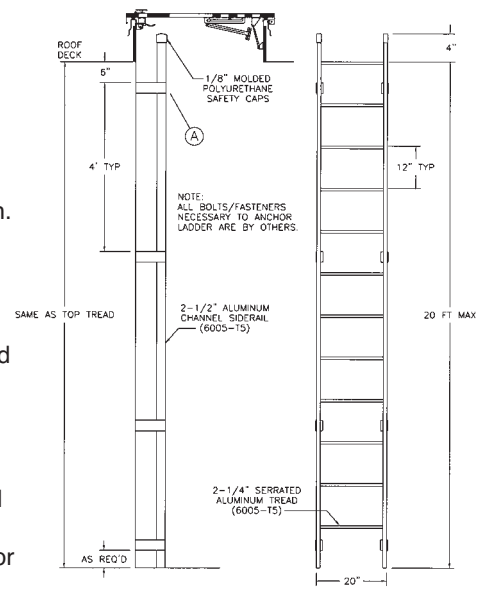 ROOF
DECK
5"
1/8" MOLDED
POLYURETHANE
SAFETY CAPS
4"
A
4' TYP
12" TYP
NOTE:
ALL BOLTS/FASTENERS
NECESSARY TO ANCHOR
LADDER ARE BY OTHERS.
n.
SAME AS TOP TREAD
2-1/2" ALUMINUM
CHANNEL SIDERAIL
(6005-T5)
20 FT MAX
d
2-1/4" SERRATED
ALUMINUM TREAD
(6005-T5)
or
AS REQ'D
20"